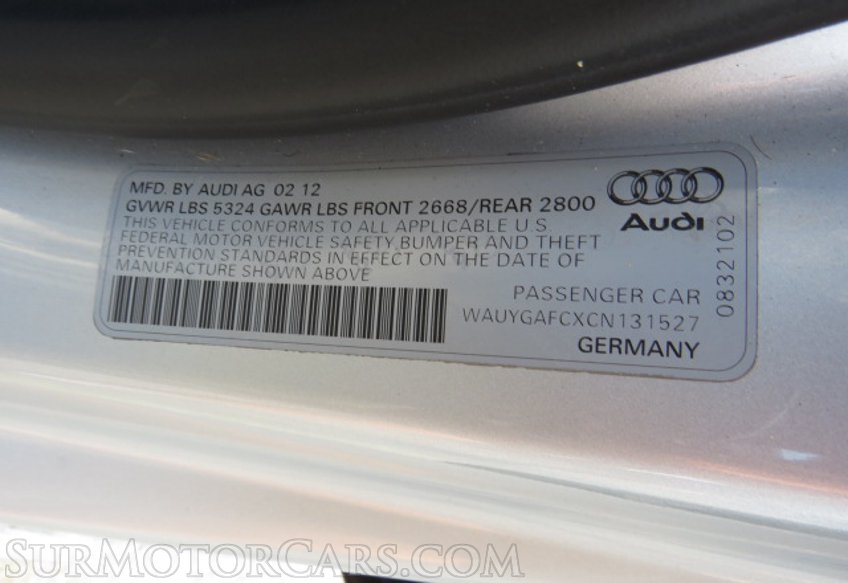 MFD. BY AUDI AG 02 12
GVWR LBS 5324 GAWR LBS FRONT 2668/REAR 2800
THIS VEHICLE CONFORMS TO ALL APPLICABLE U.S
FEDERAL MOTOR VEHICLE SAFETY,BUMPER AND THEFT
PREVENTION STANDARDS IN EFFECT ON THE DATE OF
MANUFACTURE SHOWN ABOVE
Audi
0832102
PASSENGER CAR
WAUYGAFCXCN131527
GERMANY
SurMotorCars.com